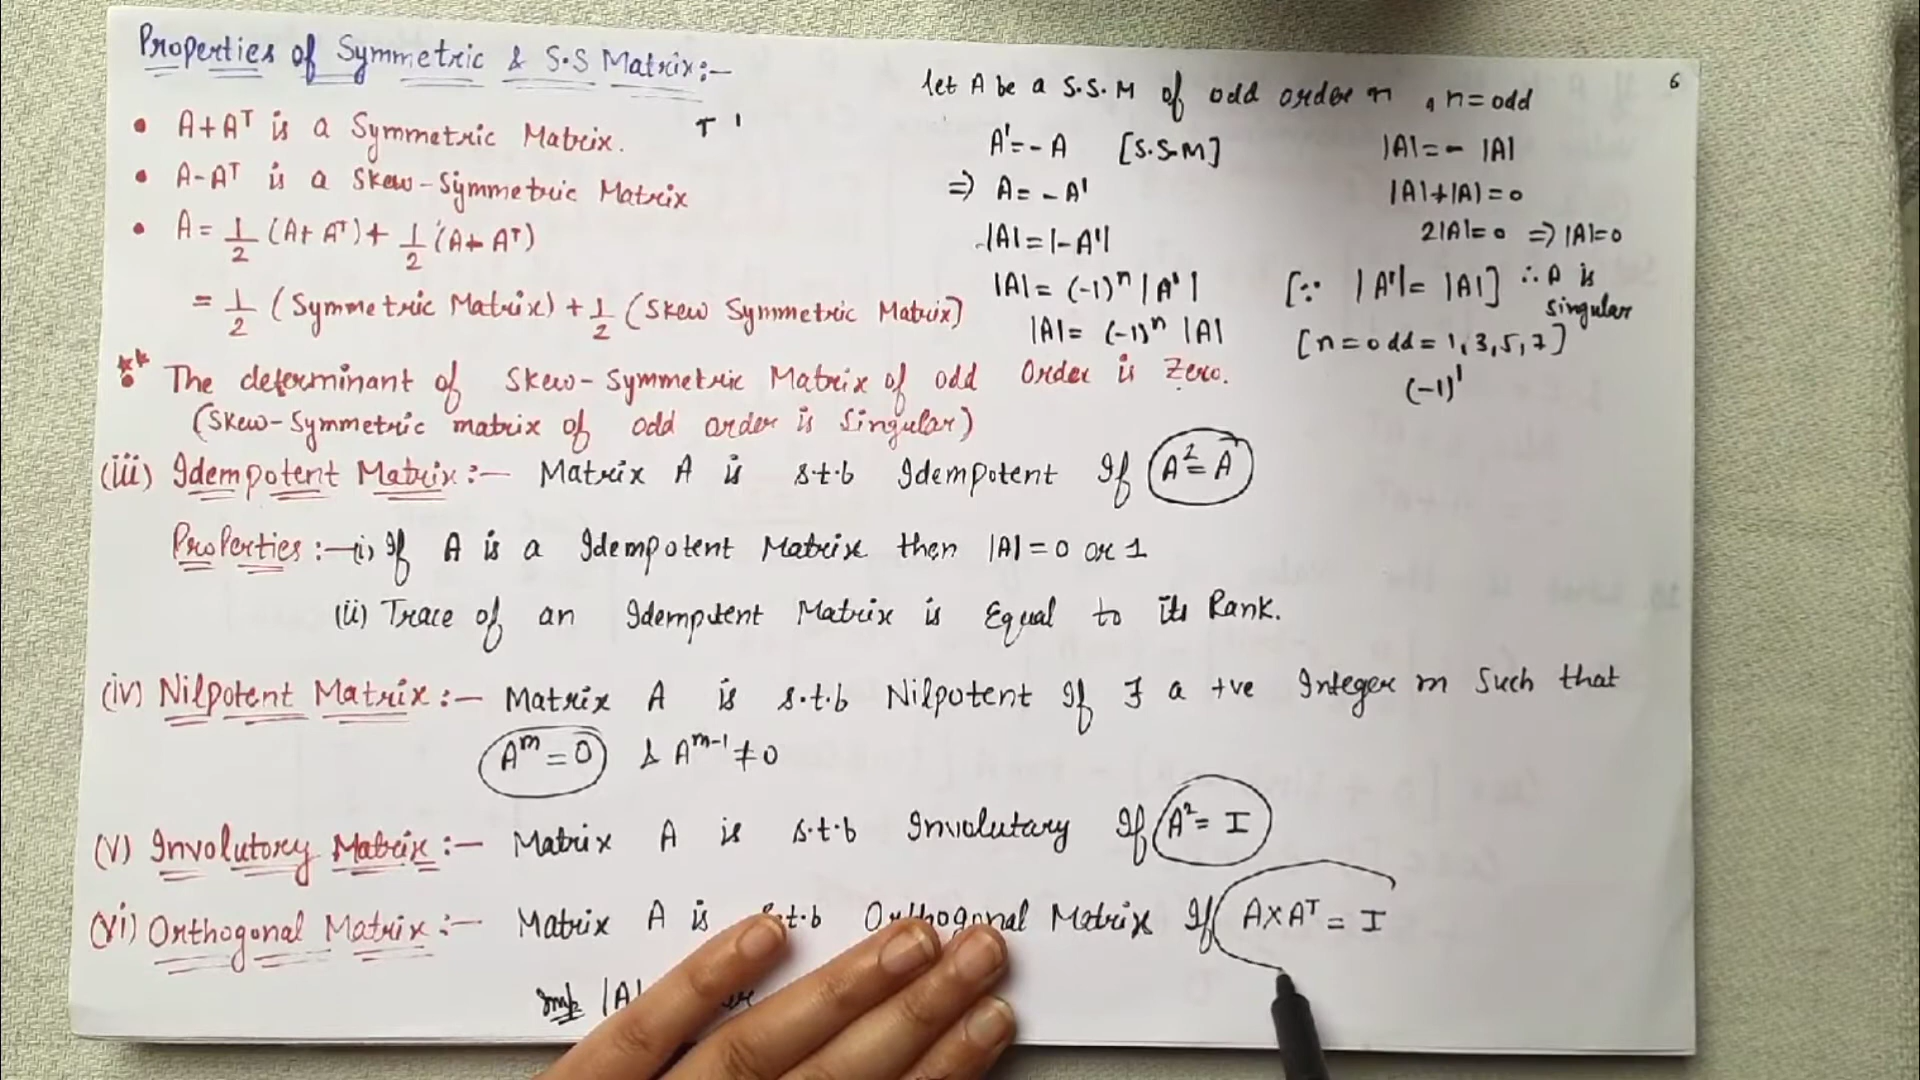 Properties of Symmetric & S.S Matrix:-
• A+Aᵀ is a Symmetric Matrix. T '
• A-Aᵀ is a Skew-Symmetric Matrix
• A = 1/2 (A+Aᵀ) + 1/2 (A-Aᵀ)
= 1/2 (Symmetric Matrix) + 1/2 (Skew Symmetric Matrix)
** The determinant of Skew-Symmetric Matrix of odd Order is Zero.
(Skew-Symmetric matrix of odd order is Singular)
6
let A be a S.S.M of odd order n, n=odd
A' = -A [S.S.M]
⇒ A = -A'
|A| = |-A'|
|A| = (-1)ⁿ |A'| [∵ |A'| = |A|]
|A| = (-1)ⁿ |A| [n=odd=1,3,5,7]
(-1)¹
|A| = - |A|
|A|+|A| = 0
2|A| = 0 ⇒ |A|=0
∴ A is
singular
(iii) Idempotent Matrix:- Matrix A is s.t.b Idempotent If A² = A
Properties:- (i) If A is a Idempotent Matrix then |A| = 0 or 1
(ii) Trace of an Idemptent Matrix is Equal to its Rank.
(iv) Nilpotent Matrix:- Matrix A is s.t.b Nilpotent If ∃ a +ve Integer m Such that
Aᵐ = 0 & Aᵐ⁻¹ ≠ 0
(v) Involutory Matrix:- Matrix A is s.t.b Involutary If A² = I
(vi) Orthogonal Matrix:- Matrix A is s.t.b Orthogonal Matrix If A×Aᵀ = I
Imp |A|